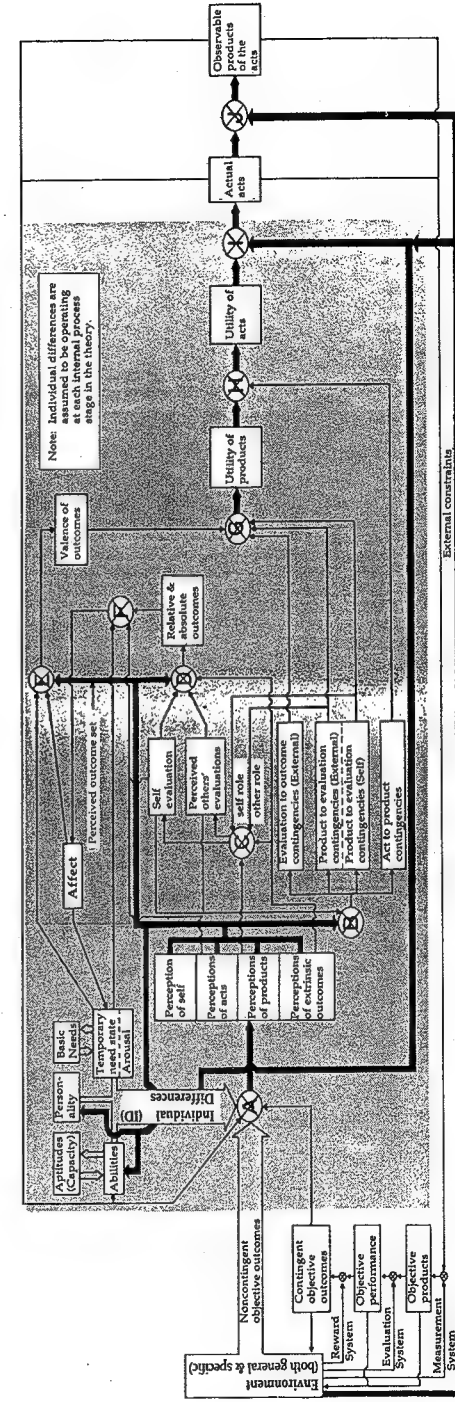 Environment
(both general & specific)
Noncontingent
objective outcomes
Contingent
objective
outcomes
Reward
System
Objective
performance
Evaluation
System
Objective
products
Measurement
System
Aptitudes
(Capacity)
Abilities
Person-
ality
Basic
Needs
Temporary
need state
Arousal
Individual (ID)
Differences
A
Affect
Perceived outcome set
Perception
of self
Perceptions
of acts
Perceptions
of products
Perceptions
of extrinsic
outcomes
B
C
Self
evaluation
Perceived
others'
evaluations
self role
other role
Evaluation to outcome
contingencies (External)
Product to evaluation
contingencies (External)
Product to evaluation
contingencies (Self)
Act to product
contingencies
D
E
F
Relative &
absolute
outcomes
Valence of
outcomes
G
Utility of
products
H
Utility of
acts
I
Actual
acts
J
Observable
products
of the
acts
Note: Individual differences are
assumed to be operating
at each internal process
stage in the theory.
External constraints